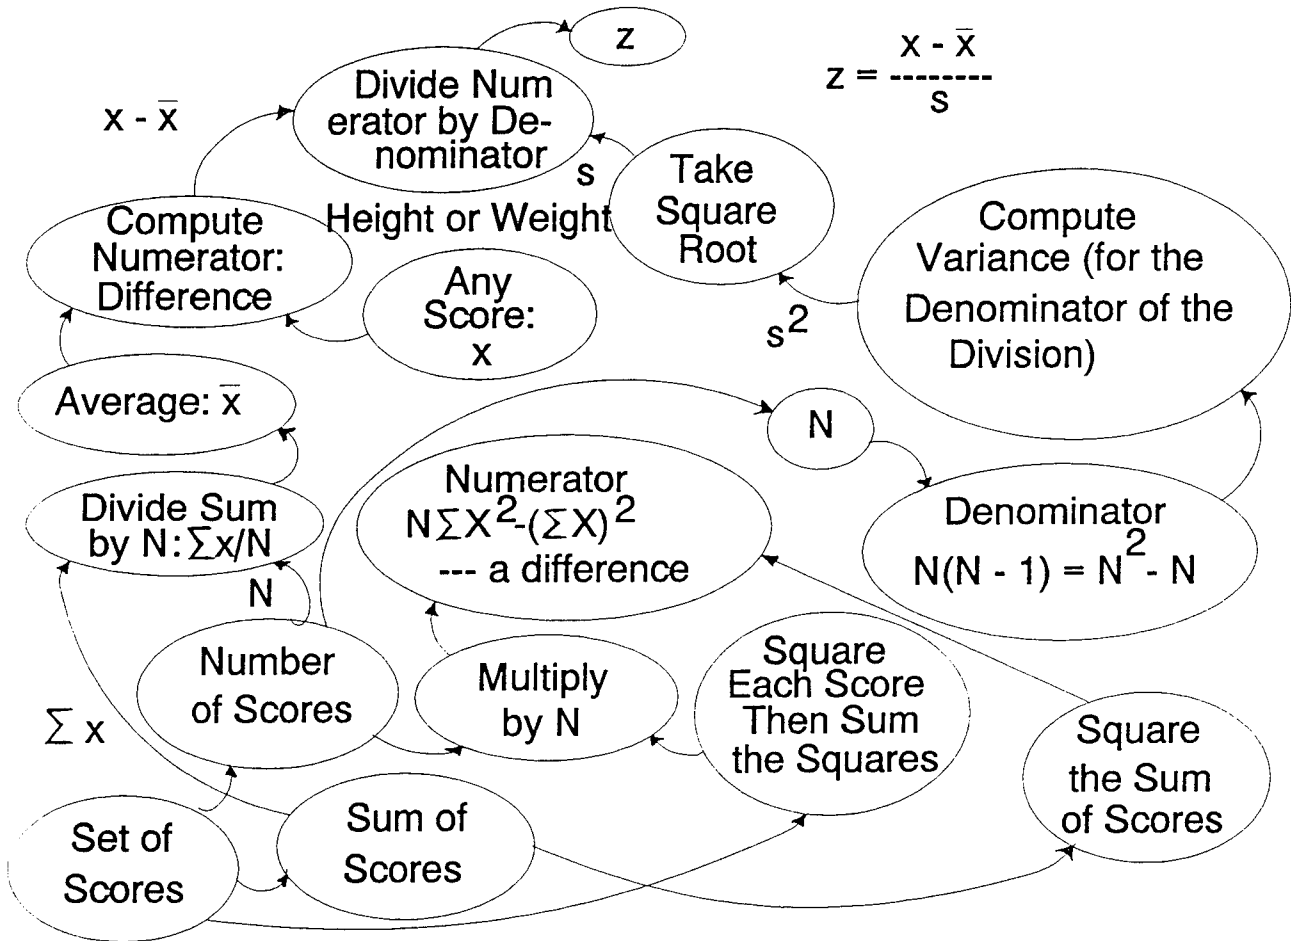 z
x - x̅
z = --------
s
Divide Num
erator by De-
nominator
x - x̅
s
Take
Square
Root
Height or Weight
Compute
Numerator:
Difference
Any
Score:
x
s²
Compute
Variance (for the
Denominator of the
Division)
Average: x̅
N
Divide Sum
by N: ∑x/N
N
Numerator
N∑X²-(∑X)²
--- a difference
Denominator
N(N - 1) = N² - N
Number
of Scores
Multiply
by N
Square
Each Score
Then Sum
the Squares
Square
the Sum
of Scores
∑ x
Set of
Scores
Sum of
Scores